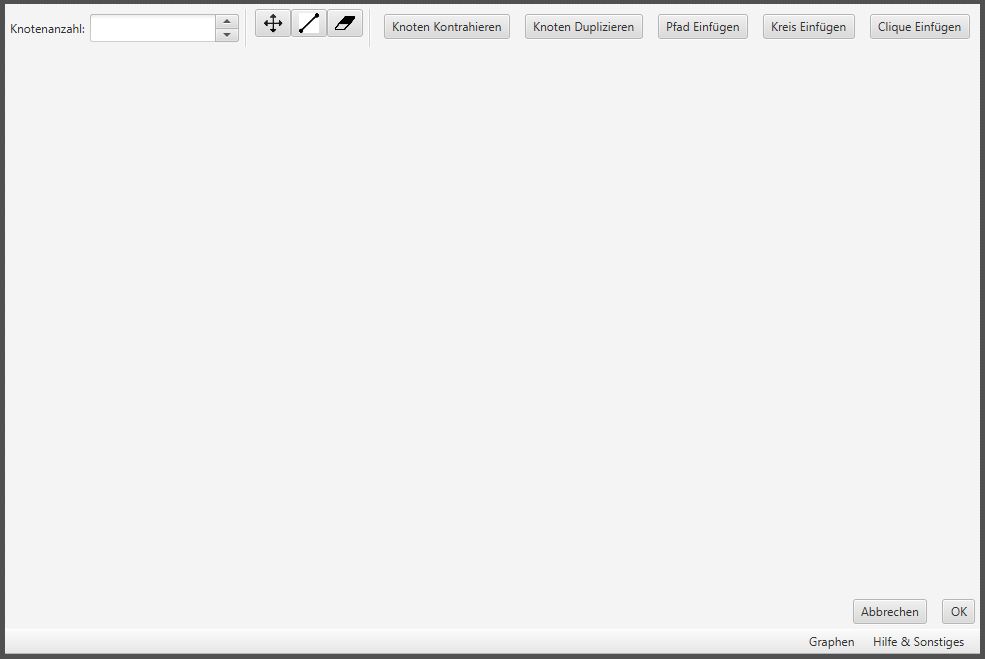 Knotenanzahl: Knoten Kontrahieren Knoten Duplizieren Pfad Einfügen Kreis Einfügen Clique Einfügen
Abbrechen OK
Graphen Hilfe & Sonstiges